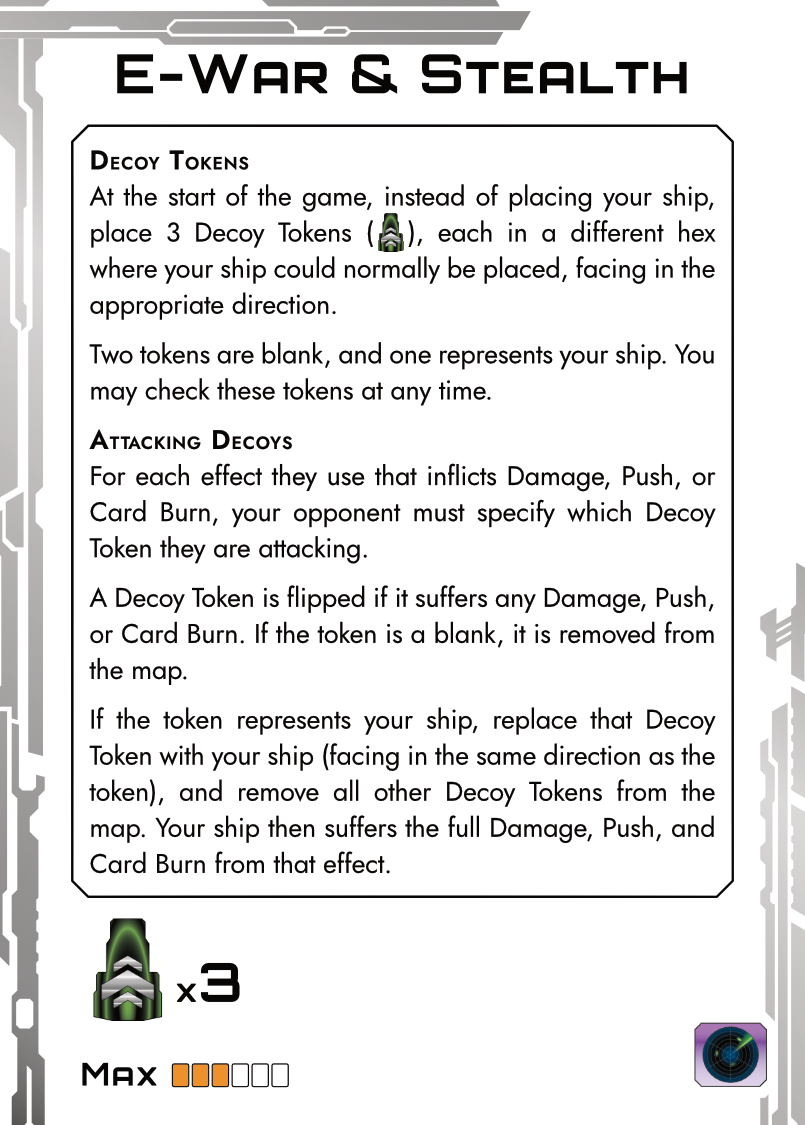 E-War & Stealth
Decoy Tokens
At the start of the game, instead of placing your ship,
place 3 Decoy Tokens ( ), each in a different hex
where your ship could normally be placed, facing in the
appropriate direction.
Two tokens are blank, and one represents your ship. You
may check these tokens at any time.
Attacking Decoys
For each effect they use that inflicts Damage, Push, or
Card Burn, your opponent must specify which Decoy
Token they are attacking.
A Decoy Token is flipped if it suffers any Damage, Push,
or Card Burn. If the token is a blank, it is removed from
the map.
If the token represents your ship, replace that Decoy
Token with your ship (facing in the same direction as the
token), and remove all other Decoy Tokens from the
map. Your ship then suffers the full Damage, Push, and
Card Burn from that effect.
x3
Max